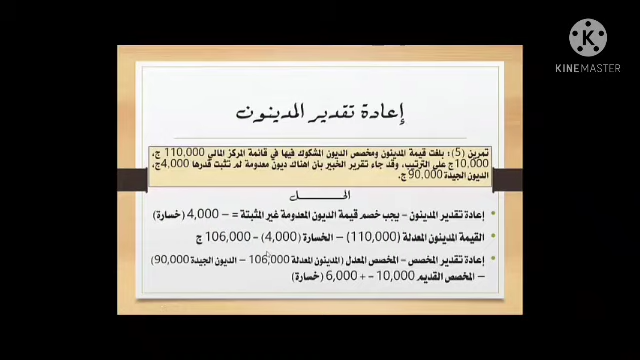 KINEMASTER
إعادة تقدير المدينون
تمرين (5): بلغت قيمة المدينون ومخصص الديون المشكوك فيها في قائمة المركز المالي 110,000 ج،
10,000ج على الترتيب، وقد جاء تقرير الخبير بأن اهناك ديون معدومة لم تثبت قدرها 4,000ج،
الديون الجيدة 90,000ج.
الحل
• إعادة تقدير المدينون – يجب خصم قيمة الديون المعدومة غير المثبتة = – 4,000 (خسارة)
• القيمة المدينون المعدلة (110,000) – الخسارة (4,000) – 106,000 ج
• إعادة تقدير المخصص – المخصص المعدل (المدينون المعدلة 106,000 – الديون الجيدة 90,000)
– المخصص القديم 10,000 – + 6,000 (خسارة)